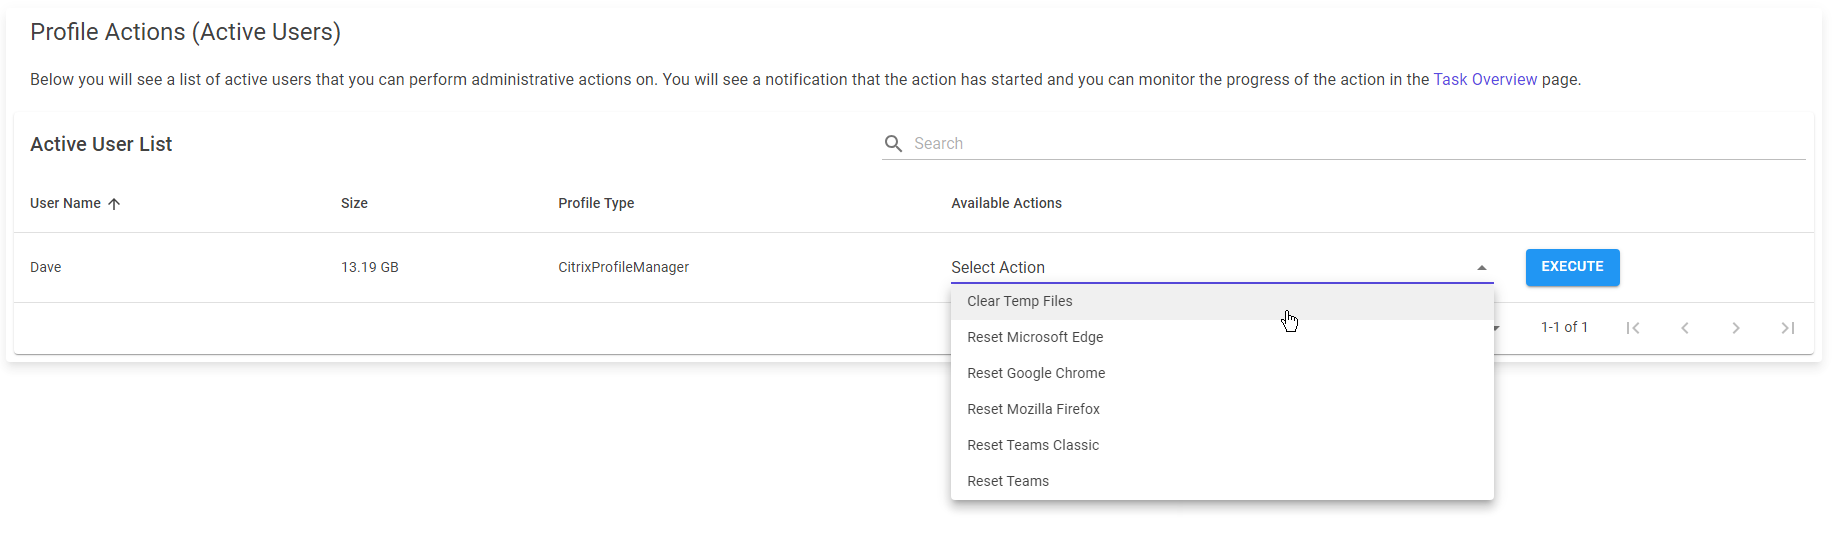 Profile Actions (Active Users)
Below you will see a list of active users that you can perform administrative actions on. You will see a notification that the action has started and you can monitor the progress of the action in the Task Overview page.
Active User List
Search
User Name Size Profile Type Available Actions
Dave 13.19 GB CitrixProfileManager Select Action EXECUTE
Clear Temp Files
1-1 of 1
Reset Microsoft Edge
Reset Google Chrome
Reset Mozilla Firefox
Reset Teams Classic
Reset Teams